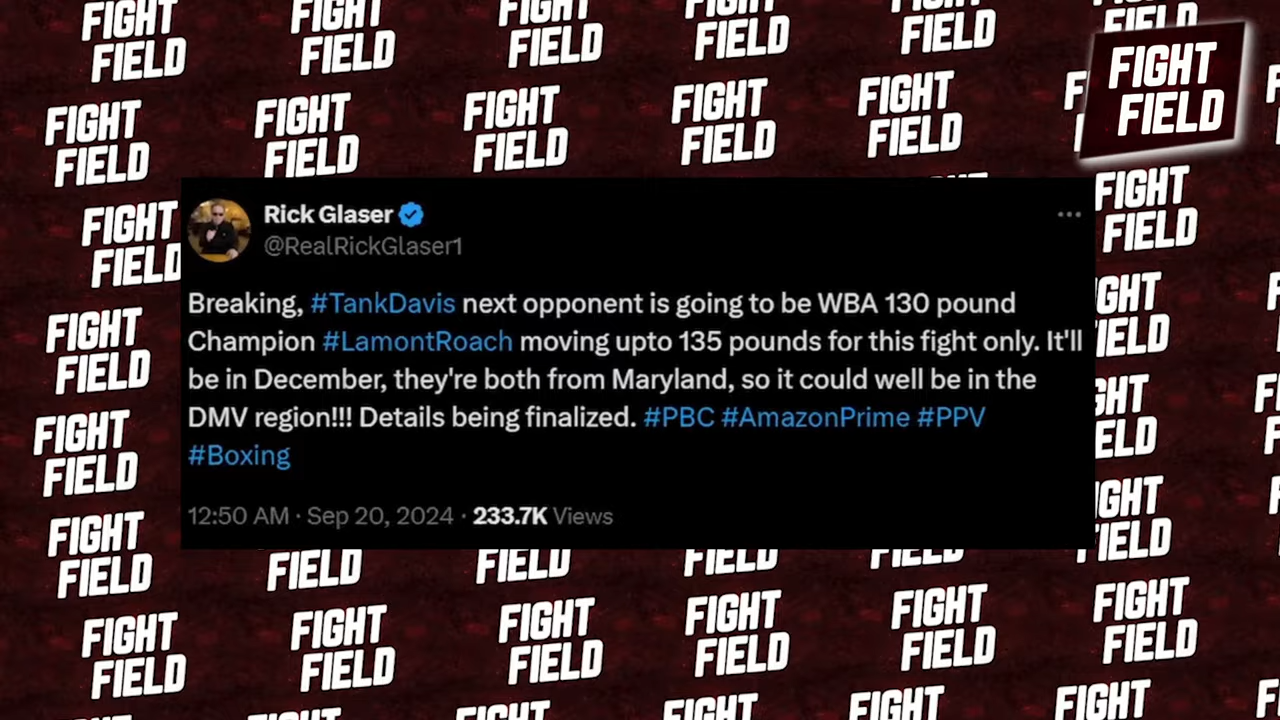 FIGHT
FIELD
Rick Glaser
@RealRickGlaser1
Breaking, #TankDavis next opponent is going to be WBA 130 pound
Champion #LamontRoach moving upto 135 pounds for this fight only. It'll
be in December, they're both from Maryland, so it could well be in the
DMV region!!! Details being finalized. #PBC #AmazonPrime #PPV
#Boxing
12:50 AM · Sep 20, 2024 · 233.7K Views